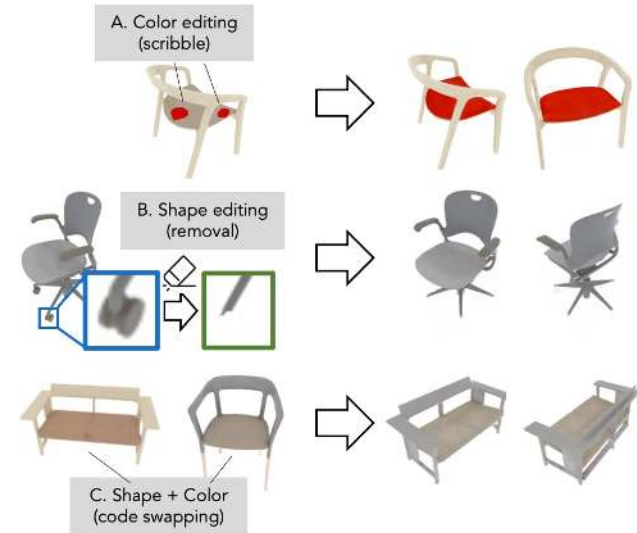 A. Color editing
(scribble)
B. Shape editing
(removal)
C. Shape + Color
(code swapping)